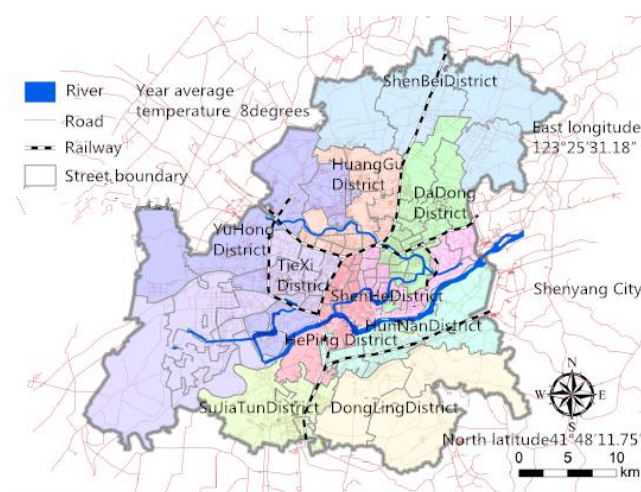 ShenBeiDistrict
River
Year average
temperature 8degrees
Road
Railway
Street boundary
East longitude
123°25'31.18"
HuangGu
District
DaDong
District
YuHong
District
TieXi
District
Shenyang City
ShenHeDistrict
HunNanDistrict
HePing District
SuJiaTunDistrict
DongLingDistrict
N
W
E
S
North latitude41°48'11.75"
0 5 10
km